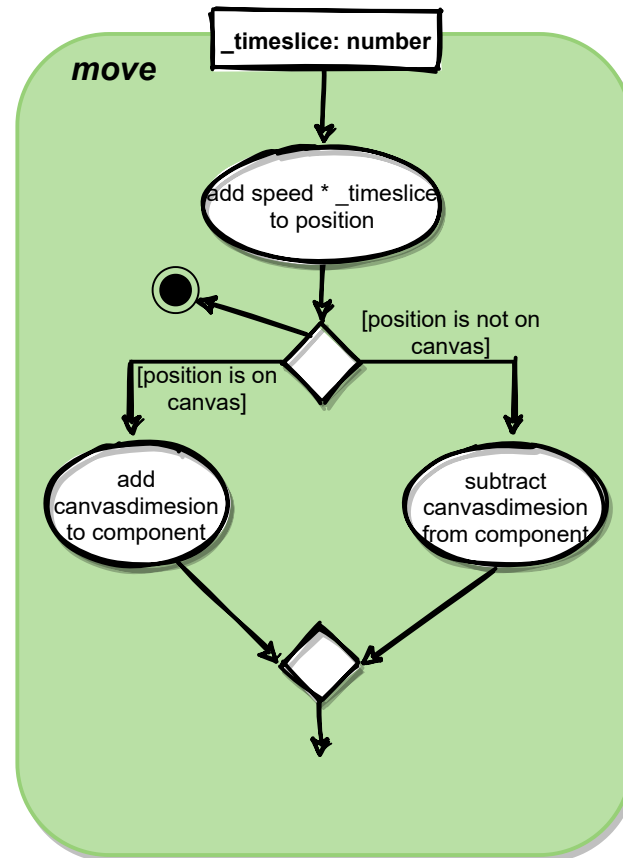 _timeslice: number
move
add speed * _timeslice
to position
[position is not on
canvas]
[position is on
canvas]
add
canvasdimesion
to component
subtract
canvasdimesion
from component